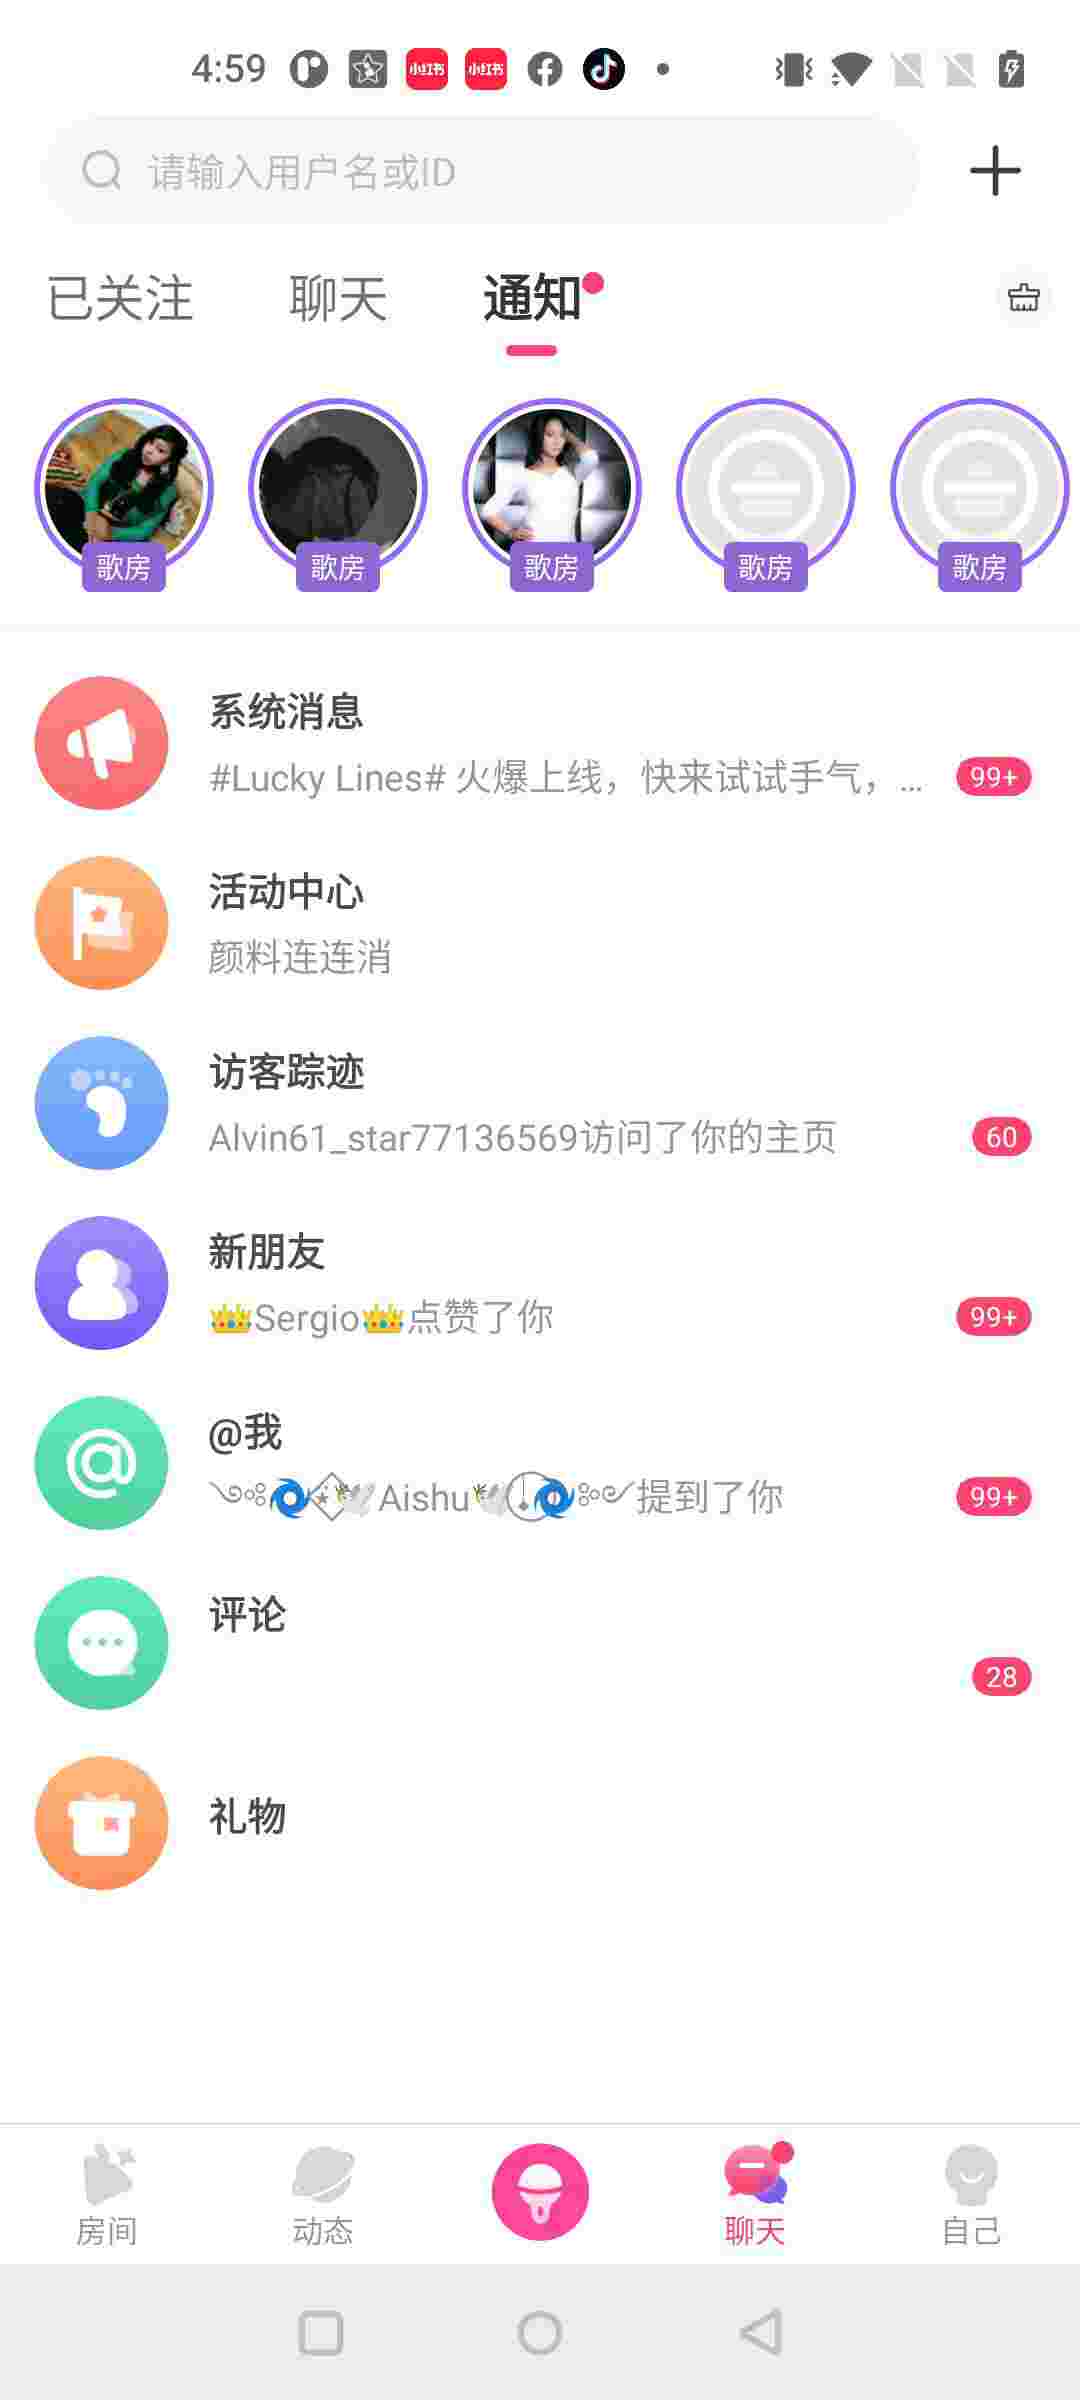 4:59 小红书 小红书
请输入用户名或ID
已关注 聊天 通知
歌房 歌房 歌房 歌房 歌房
系统消息
#Lucky Lines# 火爆上线，快来试试手气，...
99+
活动中心
颜料连连消
访客踪迹
Alvin61_star77136569访问了你的主页
60
新朋友
👑Sergio👑点赞了你
99+
@我
Aishu
提到了你
99+
评论
28
礼物
房间 动态 聊天 自己